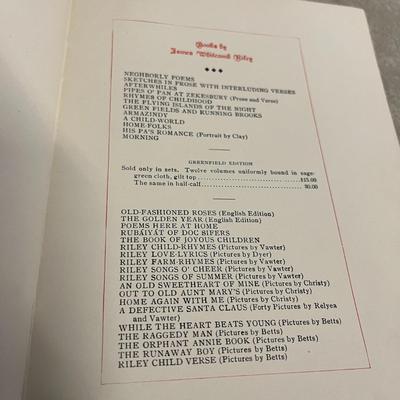 Books by
James Whitcomb Riley
NEGHBORLY POEMS
SKETCHES IN PROSE WITH INTERLUDING VERSES
AFTERWHILES
PIPES O' PAN AT ZEKESBURY (Prose and Verse)
RHYMES OF CHILDHOOD
THE FLYING ISLANDS OF THE NIGHT
GREEN FIELDS AND RUNNING BROOKS
ARMAZINDY
A CHILD-WORLD
HOME-FOLKS
HIS PA'S ROMANCE (Portrait by Clay)
MORNING
GREENFIELD EDITION
Sold only in sets. Twelve volumes uniformly bound in sage-
green cloth, gilt top . . . . . . . . . . . . . . . . . . . . . . . . $15.00
The same in half-calf . . . . . . . . . . . . . . . . . . . . . . . . 30.00
OLD-FASHIONED ROSES (English Edition)
THE GOLDEN YEAR (English Edition)
POEMS HERE AT HOME
RUBÁIYÁT OF DOC SIFERS
THE BOOK OF JOYOUS CHILDREN
RILEY CHILD-RHYMES (Pictures by Vawter)
RILEY LOVE-LYRICS (Pictures by Dyer)
RILEY FARM-RHYMES (Pictures by Vawter)
RILEY SONGS O' CHEER (Pictures by Vawter)
RILEY SONGS OF SUMMER (Pictures by Vawter)
AN OLD SWEETHEART OF MINE (Pictures by Christy)
OUT TO OLD AUNT MARY'S (Pictures by Christy)
HOME AGAIN WITH ME (Pictures by Christy)
A DEFECTIVE SANTA CLAUS (Forty Pictures by Relyea
and Vawter)
WHILE THE HEART BEATS YOUNG (Pictures by Betts)
THE RAGGEDY MAN (Pictures by Betts)
THE ORPHANT ANNIE BOOK (Pictures by Betts)
THE RUNAWAY BOY (Pictures by Betts)
RILEY CHILD VERSE (Pictures by Betts)